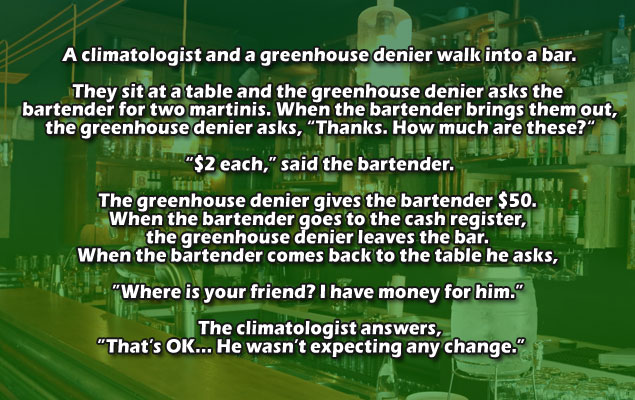 A climatologist and a greenhouse denier walk into a bar.
They sit at a table and the greenhouse denier asks the
bartender for two martinis. When the bartender brings them out,
the greenhouse denier asks, "Thanks. How much are these?"
"$2 each," said the bartender.
The greenhouse denier gives the bartender $50.
When the bartender goes to the cash register,
the greenhouse denier leaves the bar.
When the bartender comes back to the table he asks,
"Where is your friend? I have money for him."
The climatologist answers,
"That's OK... He wasn't expecting any change."